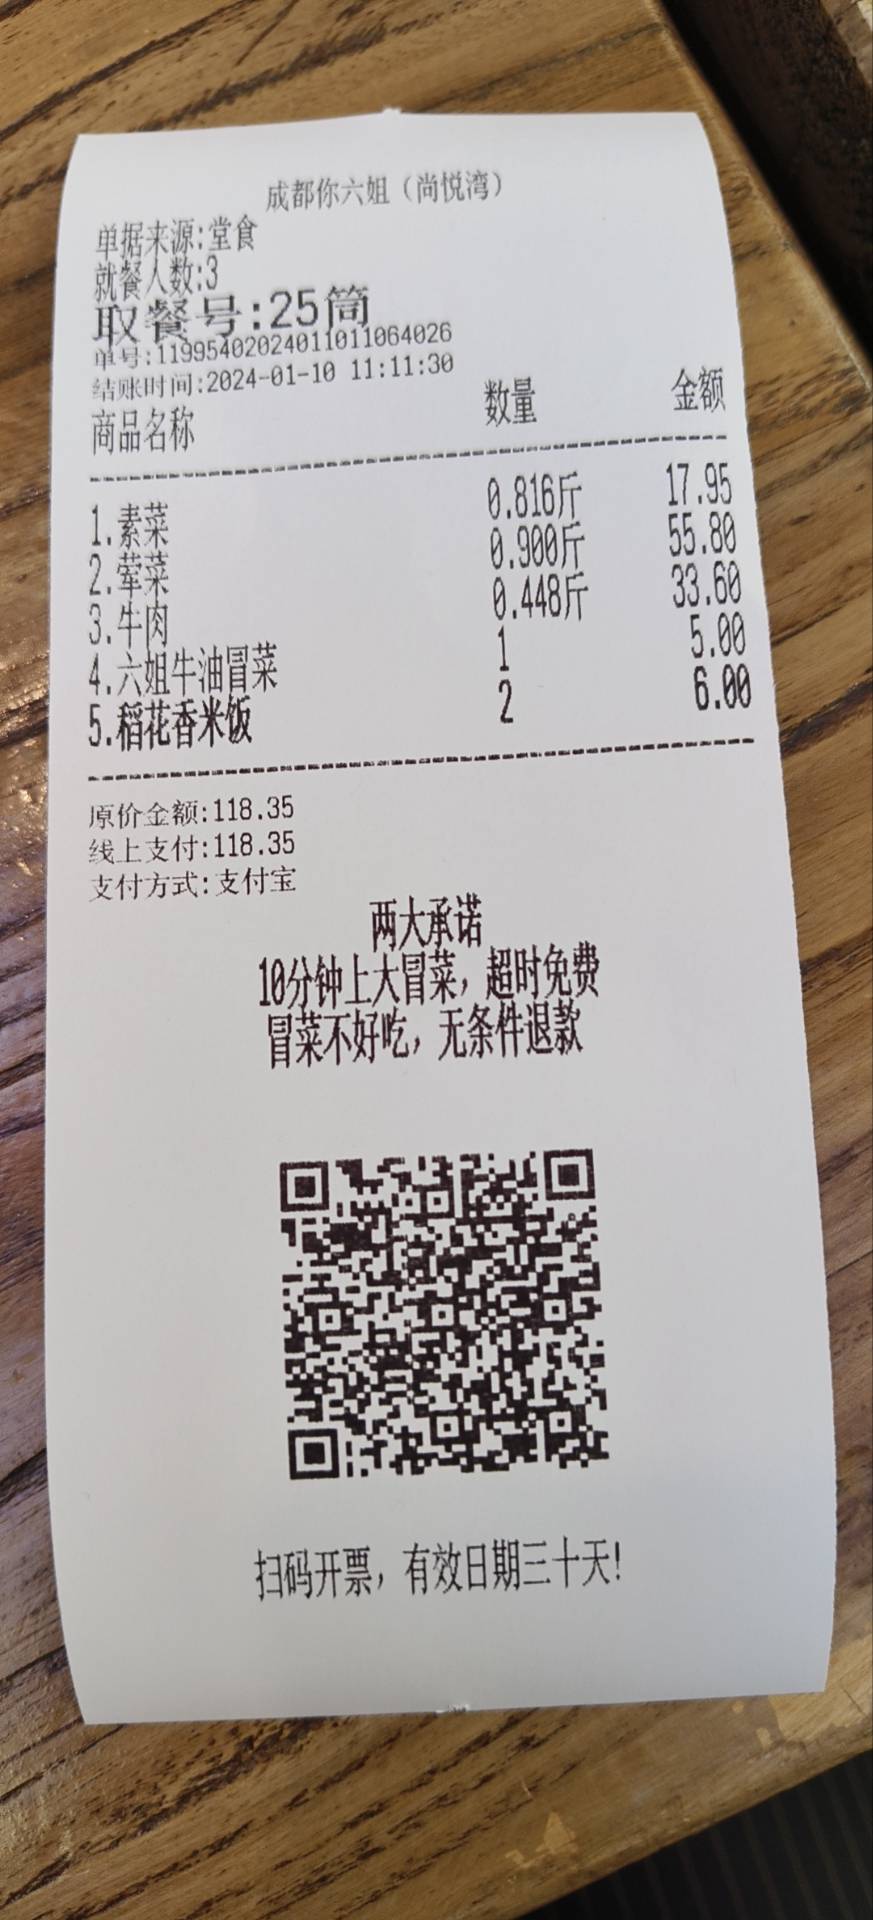 成都你六姐（尚悦湾）
单据来源:堂食
就餐人数:3
取餐号:25筒
单号:11995402024011011064026
结账时间:2024-01-10 11:11:30
商品名称 数量 金额
1.素菜 0.816斤 17.95
2.荤菜 0.900斤 55.80
3.牛肉 0.448斤 33.60
4.六姐牛油冒菜 1 5.00
5.稻花香米饭 2 6.00
原价金额:118.35
线上支付:118.35
支付方式:支付宝
两大承诺
10分钟上大冒菜，超时免费
冒菜不好吃，无条件退款
扫码开票，有效日期三十天!